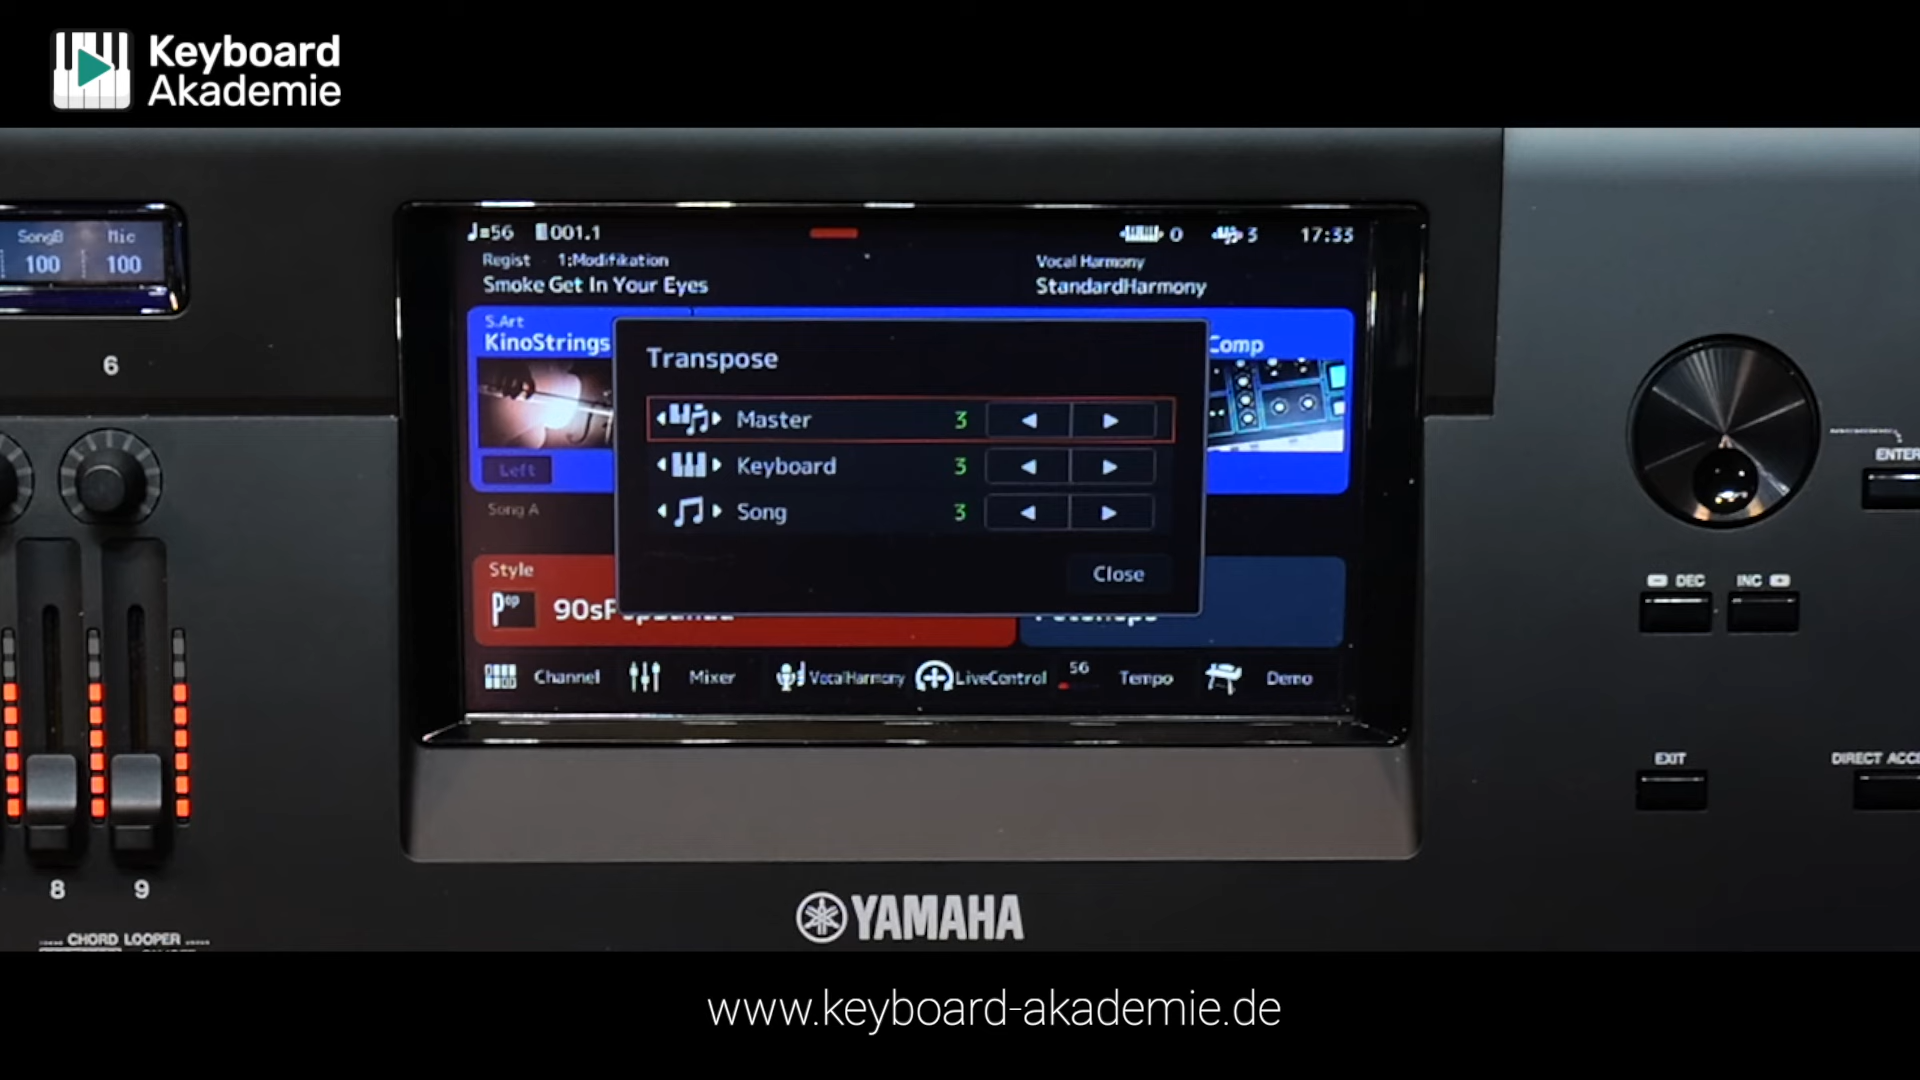 Keyboard
Akademie
SongB Mic
100 100
6
♩=56 001.1 0 3 17:33
Regist 1:Modifikation
Smoke Get In Your Eyes
Vocal Harmony
StandardHarmony
S.Art
KinoStrings
Comp
Left
Song A
Transpose
Master 3
Keyboard 3
Song 3
Close
Style
Pop
Channel Mixer VocalHarmony LiveControl 56 Tempo Demo
ENTER
DEC INC
EXIT
DIRECT ACCE
8 9
CHORD LOOPER
YAMAHA
www.keyboard-akademie.de